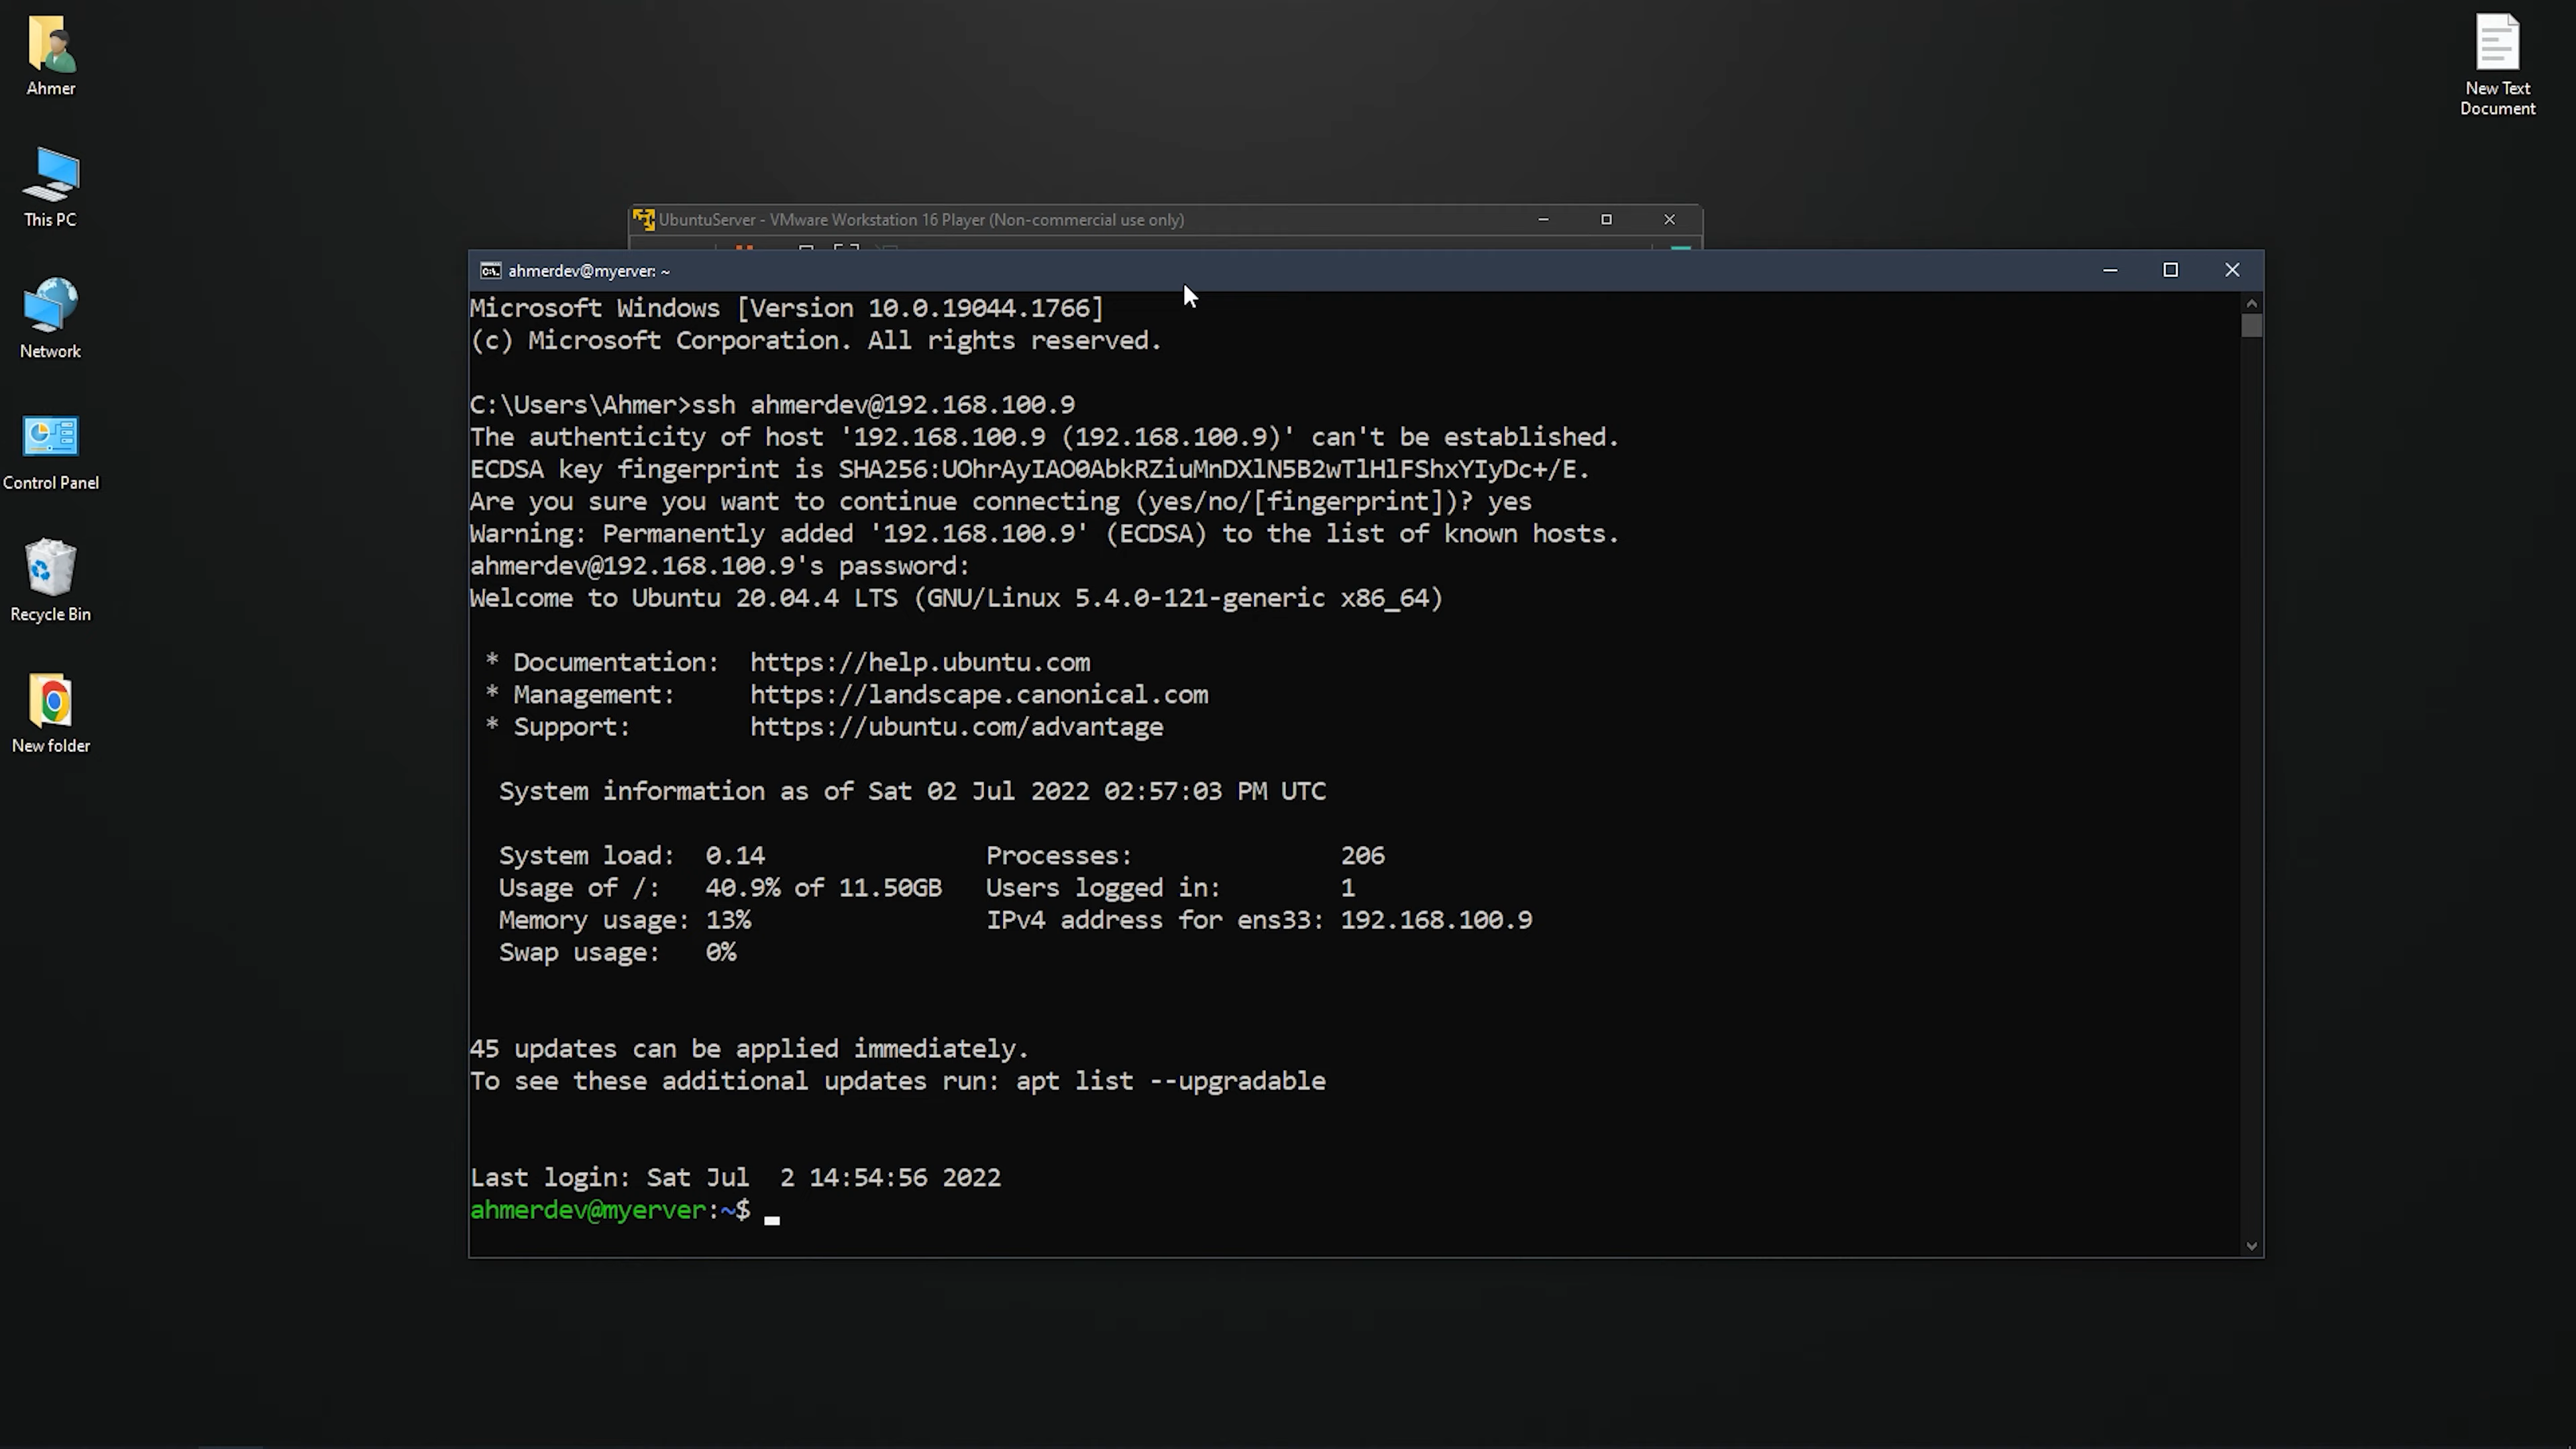 Ahmer
This PC
Network
Control Panel
Recycle Bin
New folder
New Text
Document
UbuntuServer - VMware Workstation 16 Player (Non-commercial use only)
ahmerdev@myerver: ~
Microsoft Windows [Version 10.0.19044.1766]
(c) Microsoft Corporation. All rights reserved.
C:\Users\Ahmer>ssh ahmerdev@192.168.100.9
The authenticity of host '192.168.100.9 (192.168.100.9)' can't be established.
ECDSA key fingerprint is SHA256:UOhrAyIAO0AbkRZiuMnDXlN5B2wTlHlFShxYIyDc+/E.
Are you sure you want to continue connecting (yes/no/[fingerprint])? yes
Warning: Permanently added '192.168.100.9' (ECDSA) to the list of known hosts.
ahmerdev@192.168.100.9's password:
Welcome to Ubuntu 20.04.4 LTS (GNU/Linux 5.4.0-121-generic x86_64)
* Documentation: https://help.ubuntu.com
* Management: https://landscape.canonical.com
* Support: https://ubuntu.com/advantage
System information as of Sat 02 Jul 2022 02:57:03 PM UTC
System load: 0.14 Processes: 206
Usage of /: 40.9% of 11.50GB Users logged in: 1
Memory usage: 13% IPv4 address for ens33: 192.168.100.9
Swap usage: 0%
45 updates can be applied immediately.
To see these additional updates run: apt list --upgradable
Last login: Sat Jul  2 14:54:56 2022
ahmerdev@myerver:~$